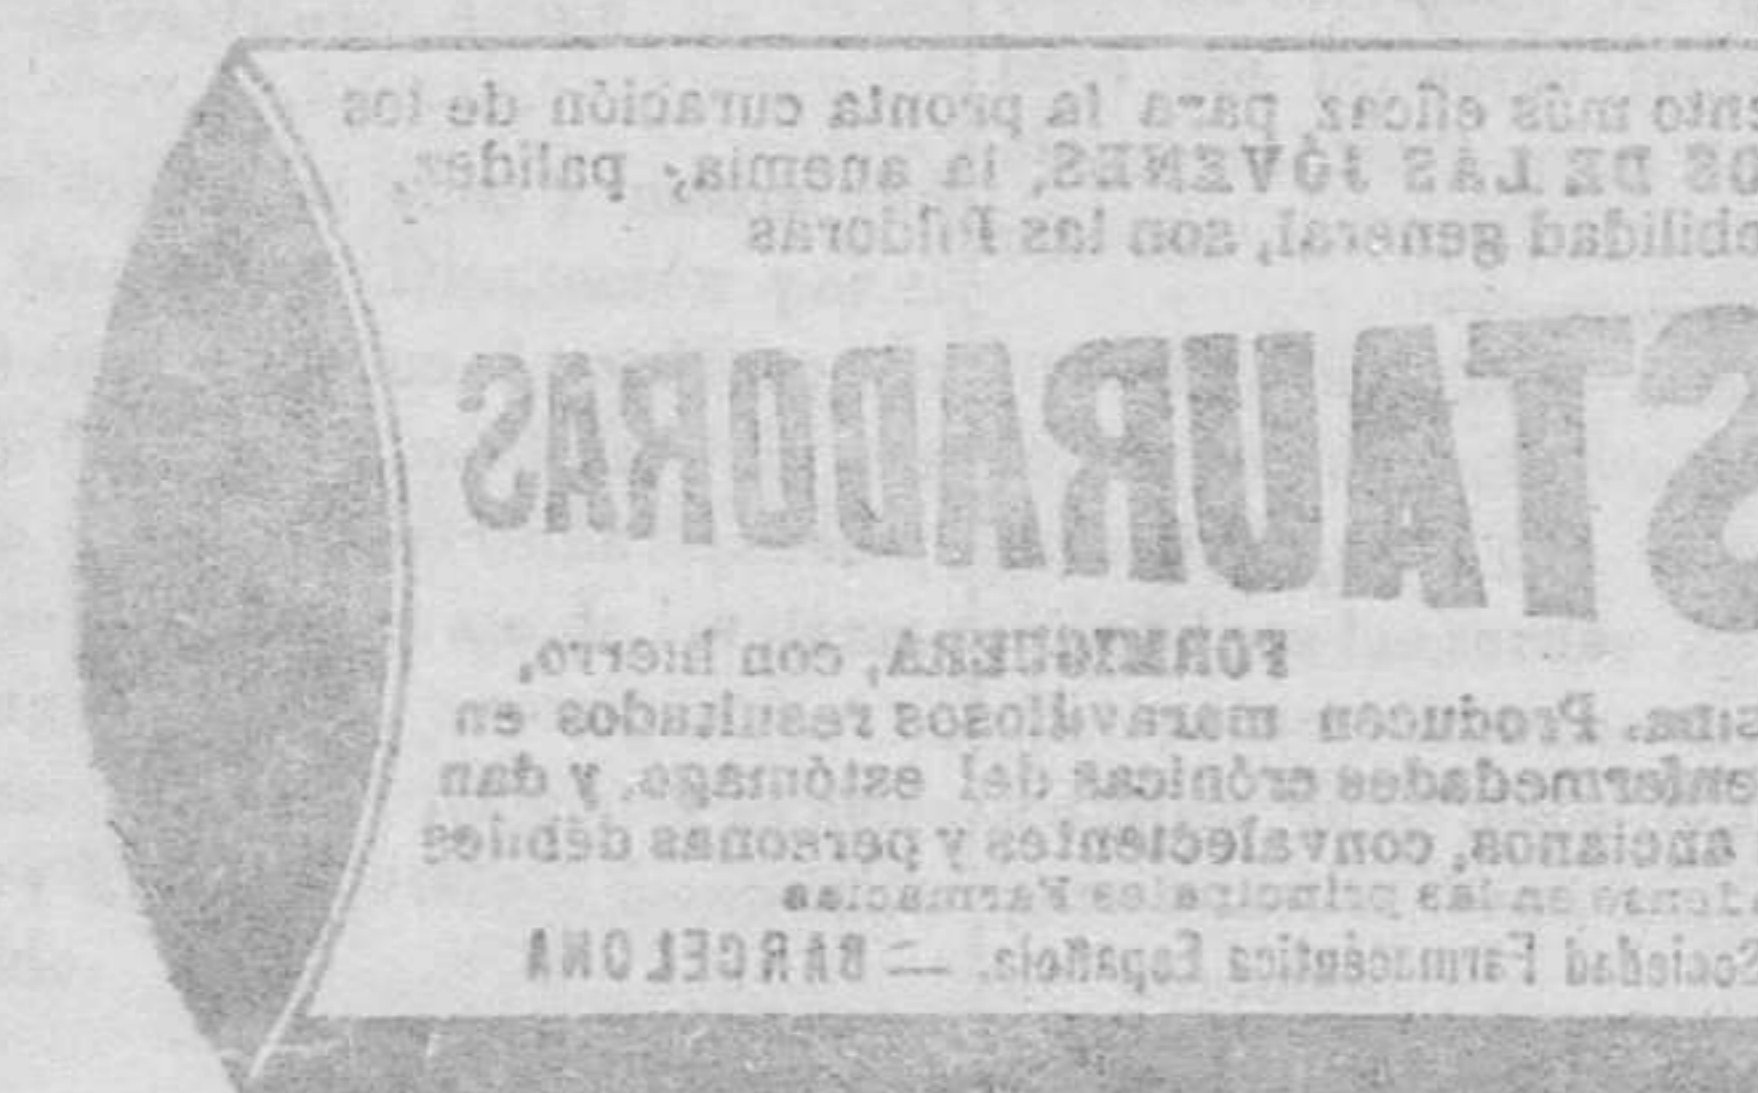 ento más eficaz, para la pronta curación de los
OS DE LAS JÓVENES, la anemia, palidez,
bilidad general, son las Píldoras
STAURADORAS
FORMIGUERA, con hierro,
Producen maravillosos resultados en
enfermedades crónicas del estómago, y dan
ancianos, convalecientes y personas débiles
dense en las principales Farmacias
Sociedad Farmacéutica Española. — BARCELONA